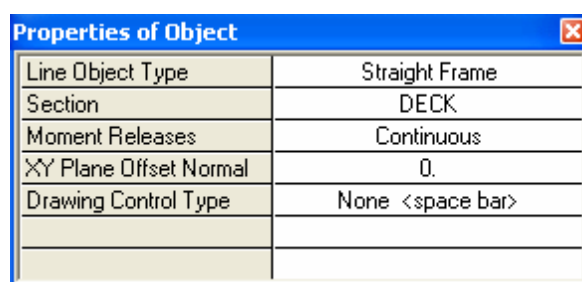 Properties of Object
Line Object Type Straight Frame
Section DECK
Moment Releases Continuous
XY Plane Offset Normal 0.
Drawing Control Type None <space bar>